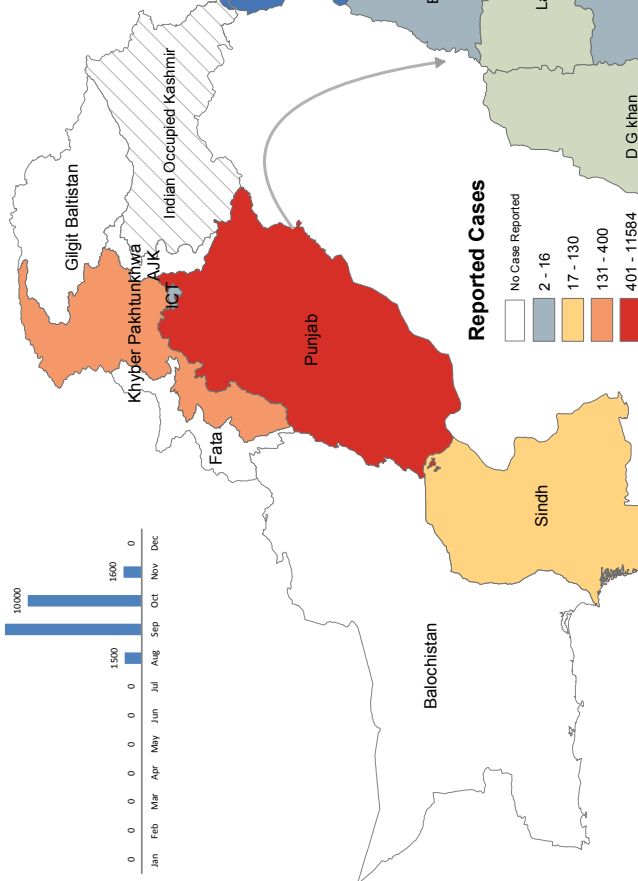 10000
1500
1600
0
0
0
0
0
0
0
0
Jan
Feb
Mar
Apr
May
Jun
Jul
Aug
Sep
Oct
Nov
Dec
Gilgit Baltistan
Indian Occupied Kashmir
Khyber Pakhtunkhwa
AJK
ICT
Fata
Punjab
Balochistan
Sindh
D G khan
Reported Cases
No Case Reported
2 - 16
17 - 130
131 - 400
401 - 11584